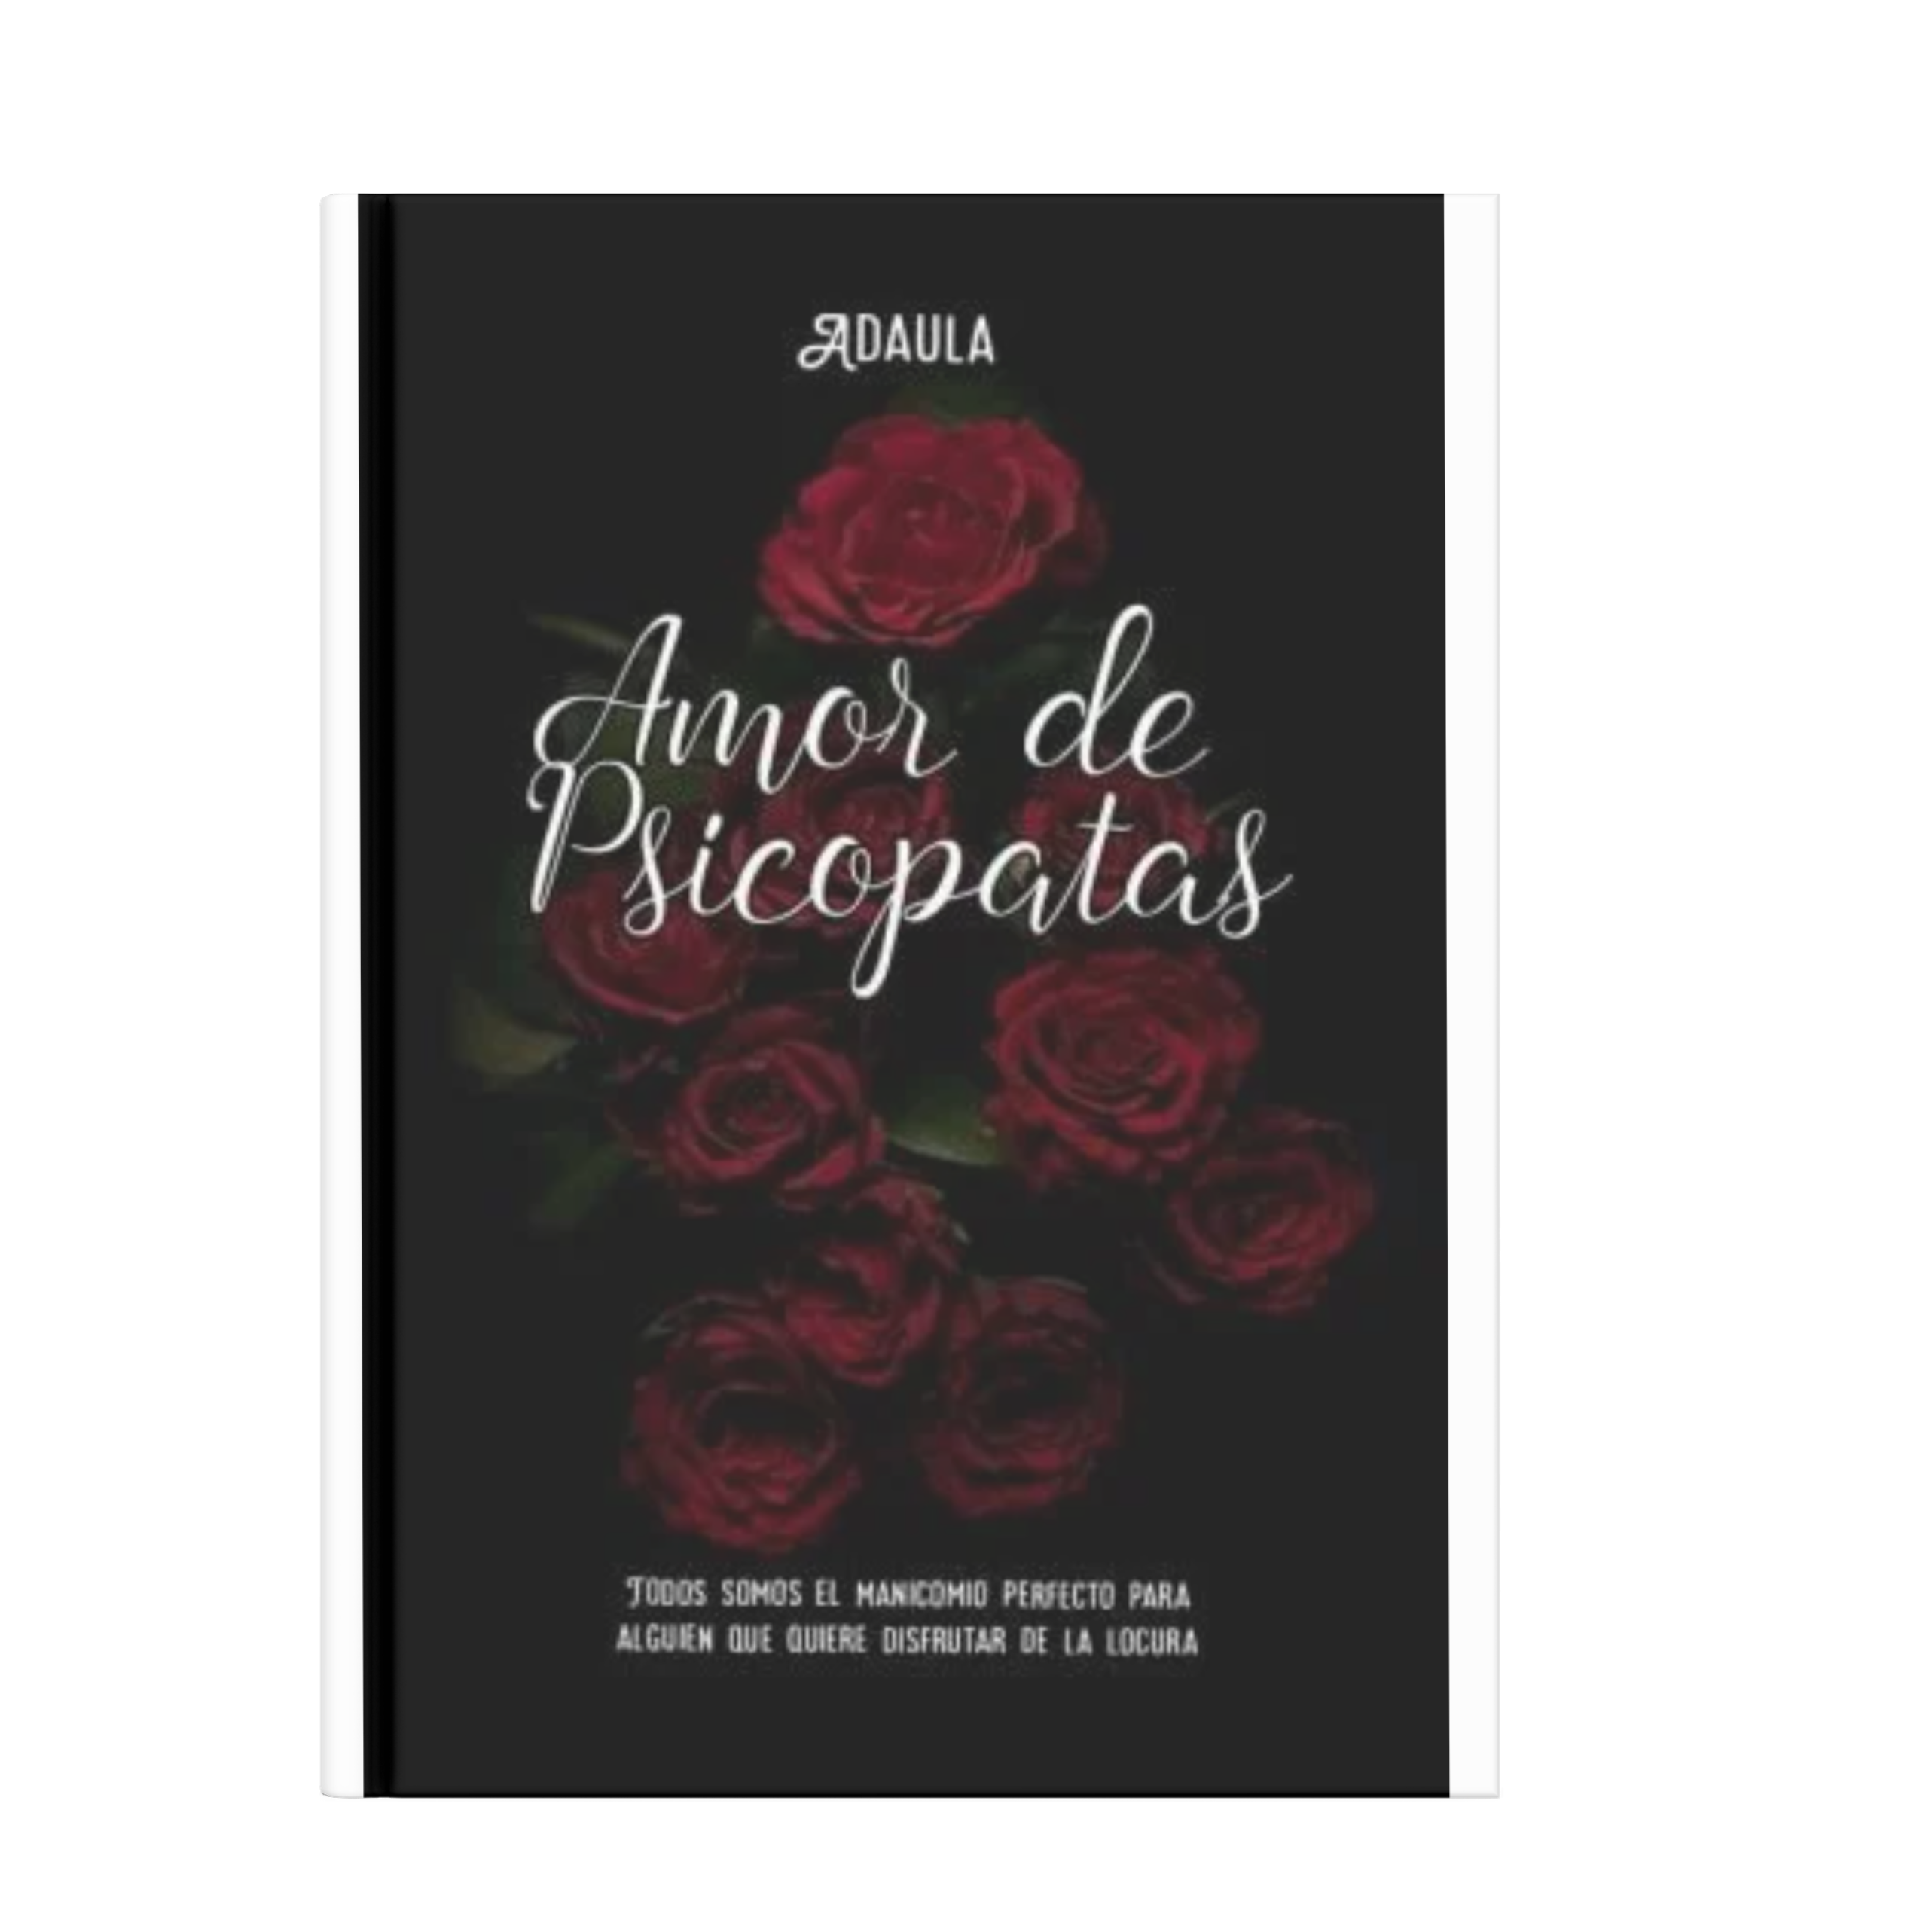 ADAULA
Amor de
Psicopatas
TODOS SOMOS EL MANICOMIO PERFECTO PARA
ALGUIEN QUE QUIERE DISFRUTAR DE LA LOCURA